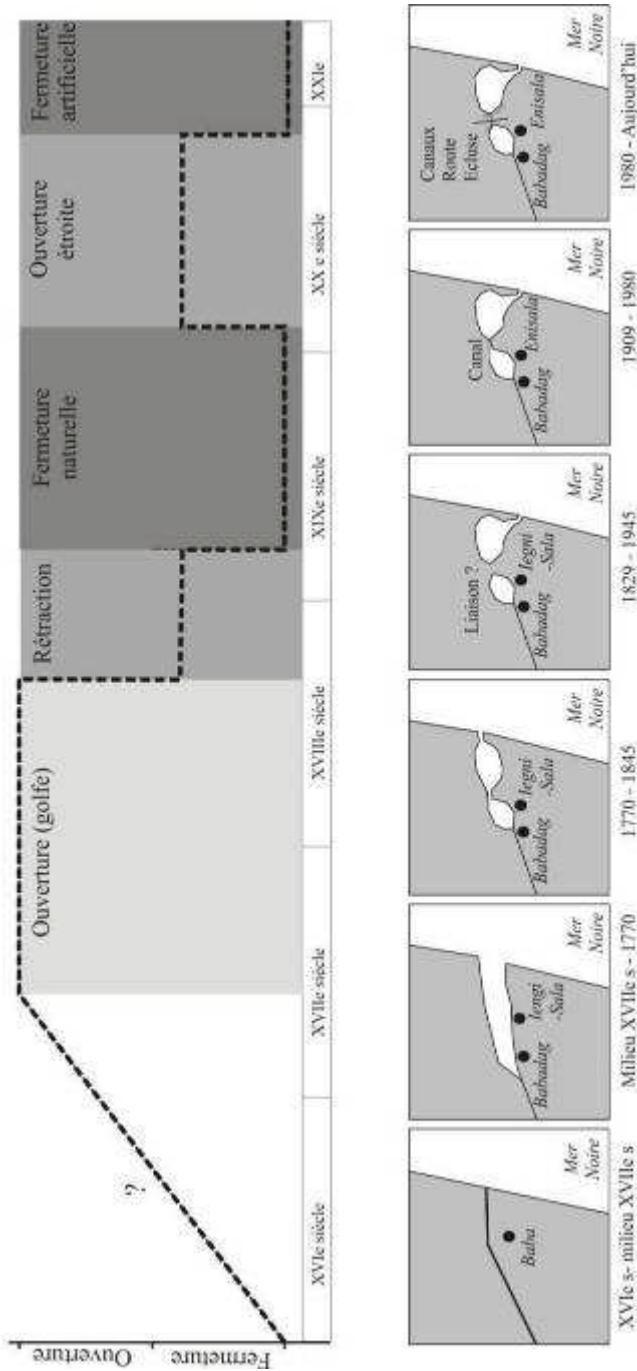 Ouverture
Fermeture
?
Ouverture (golfe)
Rétraction
Fermeture
naturelle
Ouverture
étroite
Fermeture
artificielle
XVIe siècle
XVIIe siècle
XVIIIe siècle
XIXe siècle
XX e siècle
XXIe
Baba
Mer
Noire
XVIe s- milieu XVIIe s
Babadag
Iengi
-Sala
Mer
Noire
Milieu XVIIe s - 1770
Babadag
Iegni
-Sala
Mer
Noire
1770 - 1845
Liaison ?
Babadag
Iegni
-Sala
Mer
Noire
1829 - 1945
Canal
Babadag
Enisala
Mer
Noire
1909 - 1980
Canaux
Route
Ecluse
Babadag
Enisala
Mer
Noire
1980 - Aujourd'hui